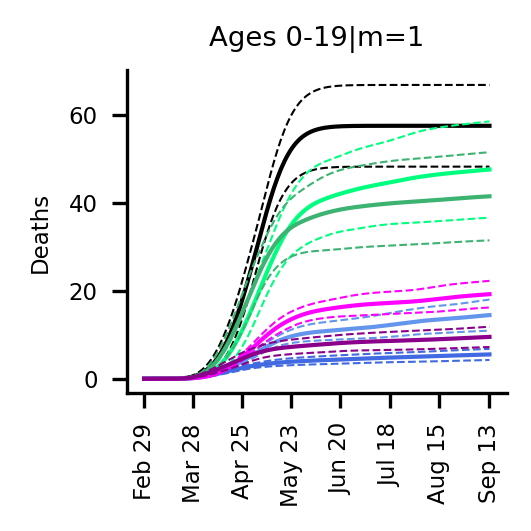 Ages 0-19|m=1
Deaths
60
40
20
0
Feb 29
Mar 28
Apr 25
May 23
Jun 20
Jul 18
Aug 15
Sep 13